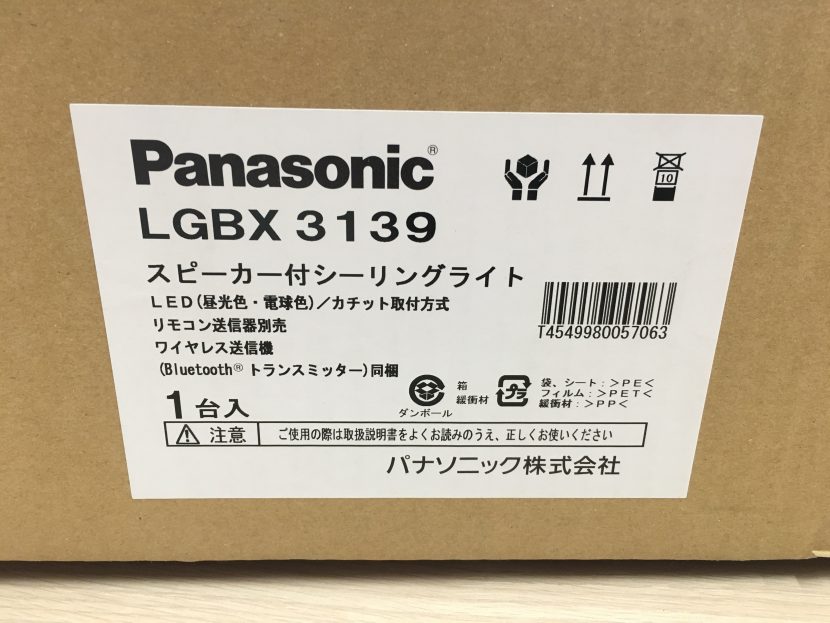 Panasonic®
LGBX 3139
10
スピーカー付シーリングライト
LED(昼光色・電球色)/カチット取付方式
リモコン送信器別売
ワイヤレス送信機
(Bluetooth® トランスミッター)同梱
T4549980057063
1台入
ダンボール
箱
緩衝材
プラ
袋、シート:>PE<
フィルム:>PET<
緩衝材:>PP<
注意 ご使用の際は取扱説明書をよくお読みのうえ、正しくお使いください
パナソニック株式会社